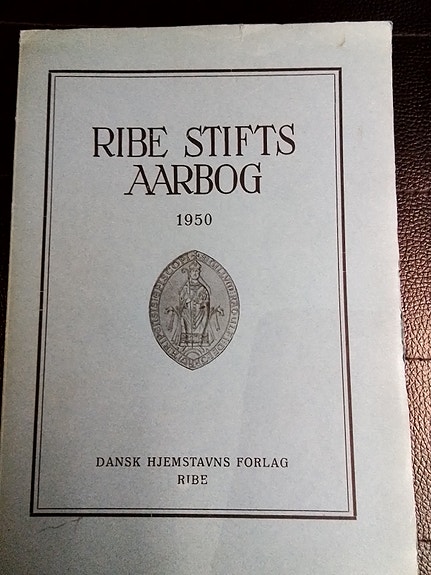 RIBE STIFTS
AARBOG
1950
DANSK HJEMSTAVNS FORLAG
RIBE